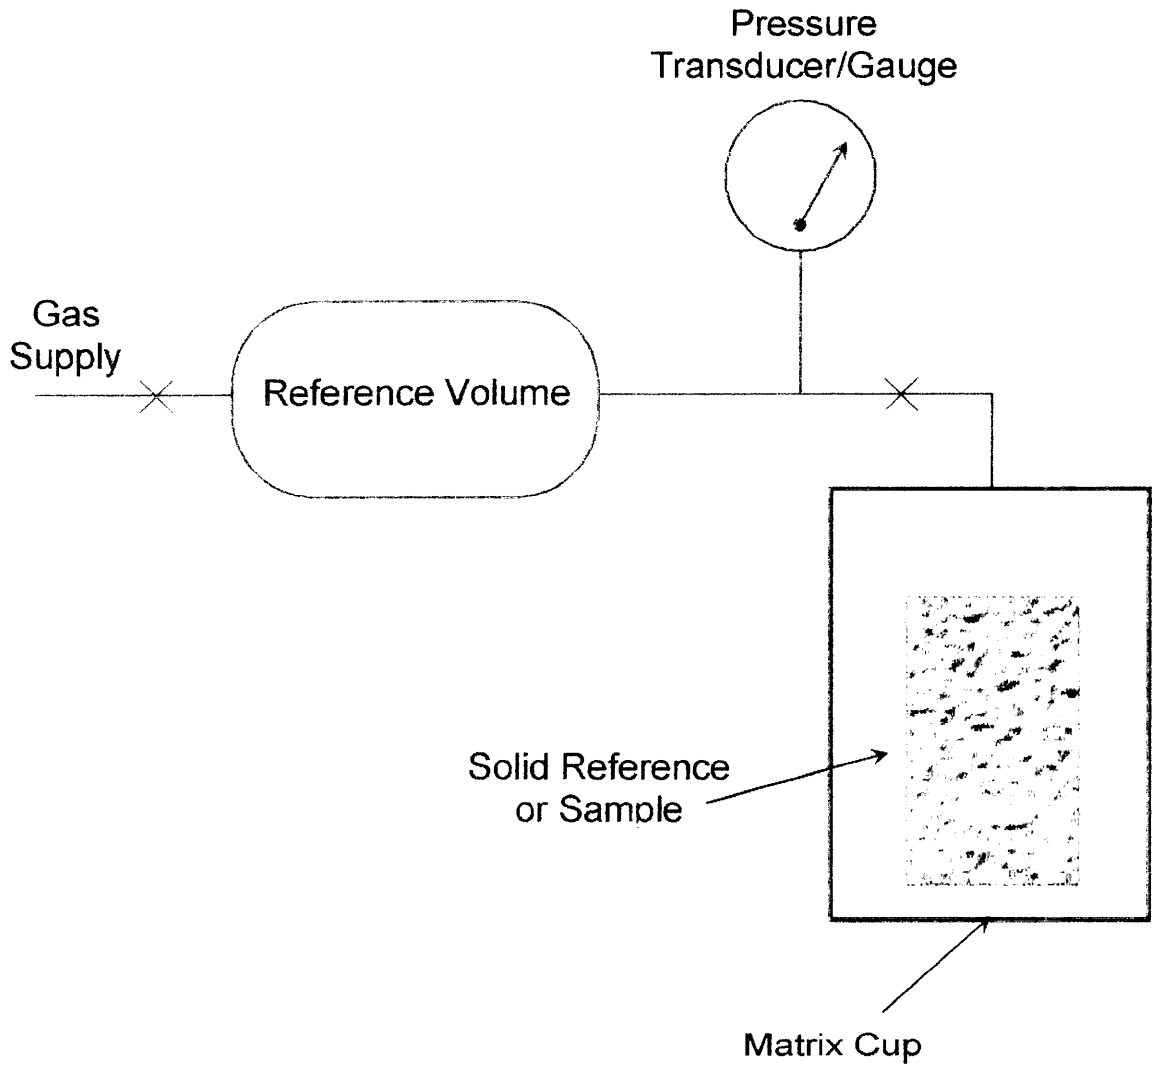 Pressure
Transducer/Gauge
Gas
Supply
Reference Volume
Solid Reference
or Sample
Matrix Cup